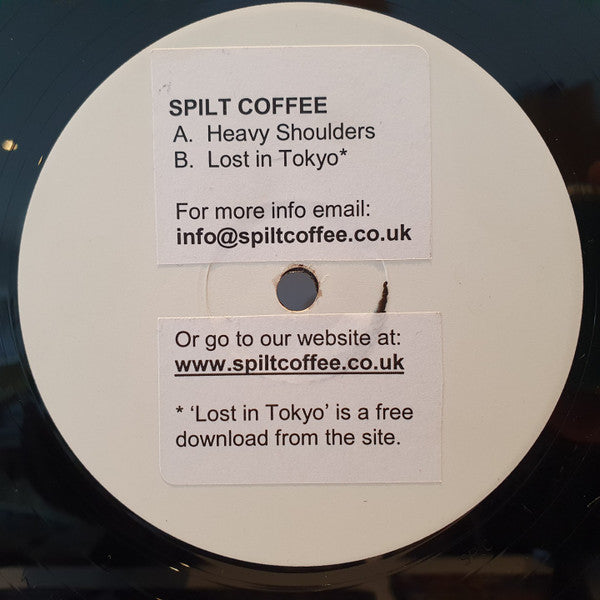 SPILT COFFEE
A. Heavy Shoulders
B. Lost in Tokyo*
For more info email:
info@spiltcoffee.co.uk
Or go to our website at:
www.spiltcoffee.co.uk
* ‘Lost in Tokyo’ is a free
download from the site.